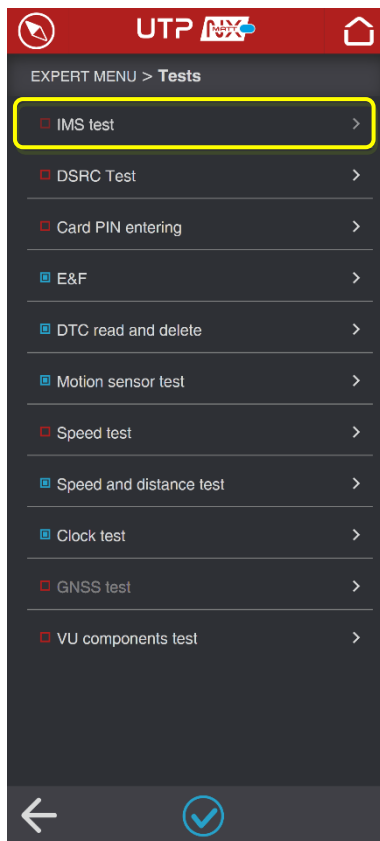 UTP NX MATT
EXPERT MENU > Tests
IMS test
DSRC Test
Card PIN entering
E&F
DTC read and delete
Motion sensor test
Speed test
Speed and distance test
Clock test
GNSS test
VU components test